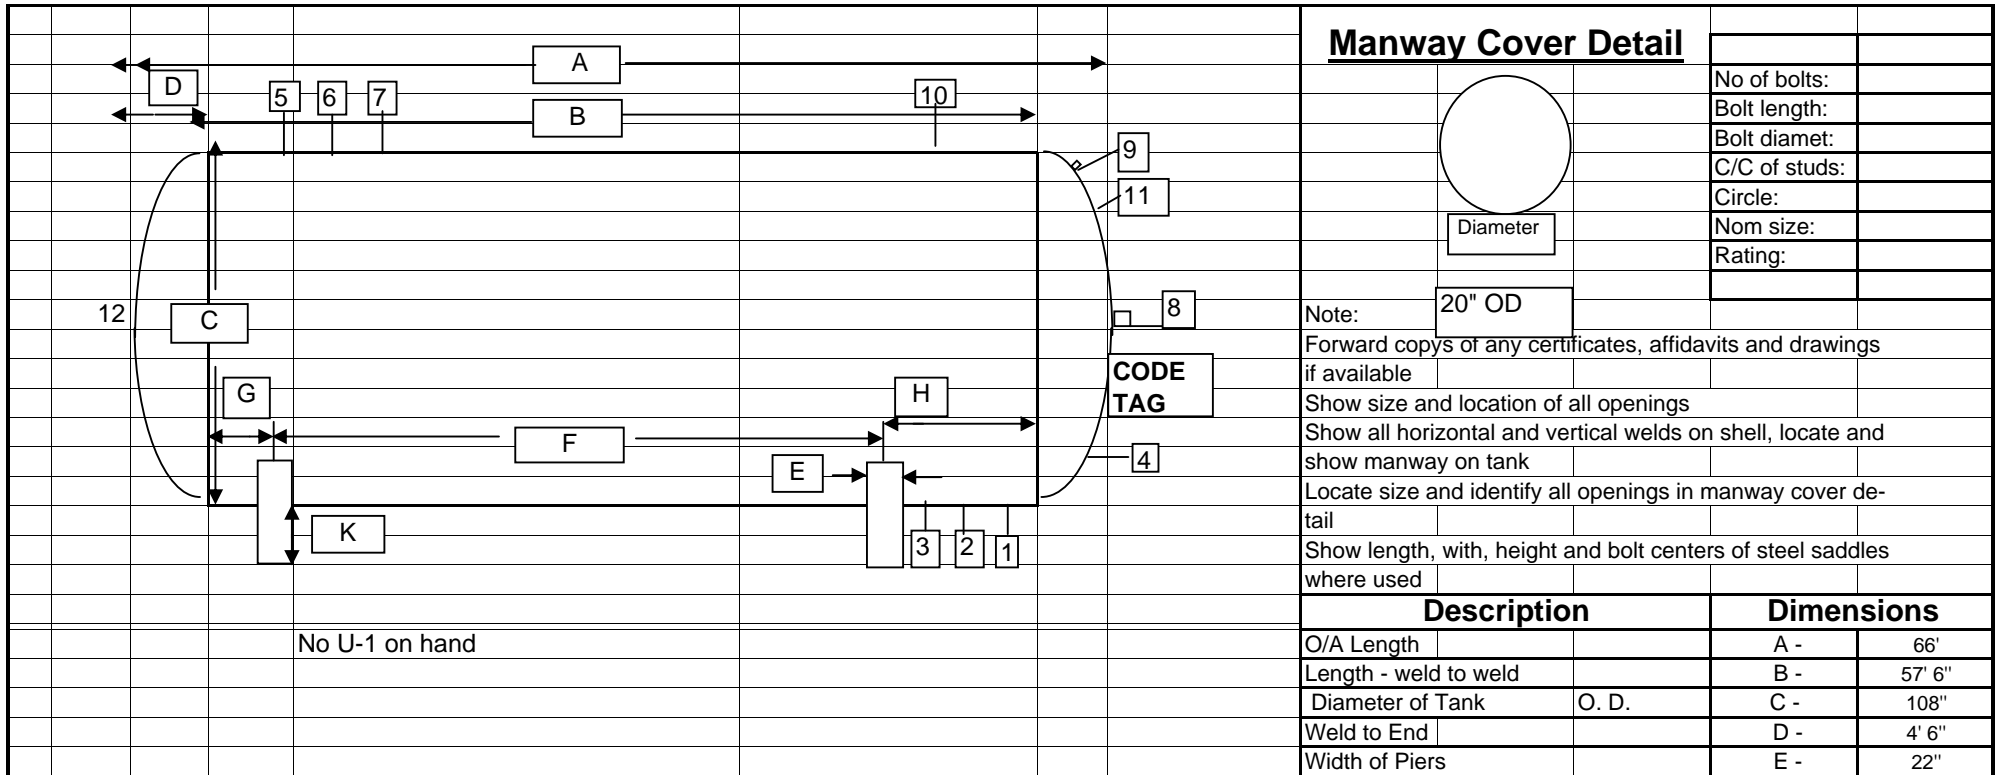 A
D
5
6
7
10
B
9
11
12
C
8
CODE
TAG
G
H
F
E
4
K
3
2
1
No U-1 on hand
Manway Cover Detail
No of bolts:
Bolt length:
Bolt diamet:
C/C of studs:
Circle:
Nom size:
Rating:
Diameter
20" OD
Note:
Forward copys of any certificates, affidavits and drawings
if available
Show size and location of all openings
Show all horizontal and vertical welds on shell, locate and
show manway on tank
Locate size and identify all openings in manway cover de-
tail
Show length, with, height and bolt centers of steel saddles
where used
Description Dimensions
O/A Length A - 66'
Length - weld to weld B - 57' 6"
Diameter of Tank O. D. C - 108"
Weld to End D - 4' 6"
Width of Piers E - 22"